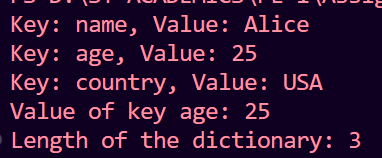 Key: name, Value: Alice
Key: age, Value: 25
Key: country, Value: USA
Value of key age: 25
Length of the dictionary: 3